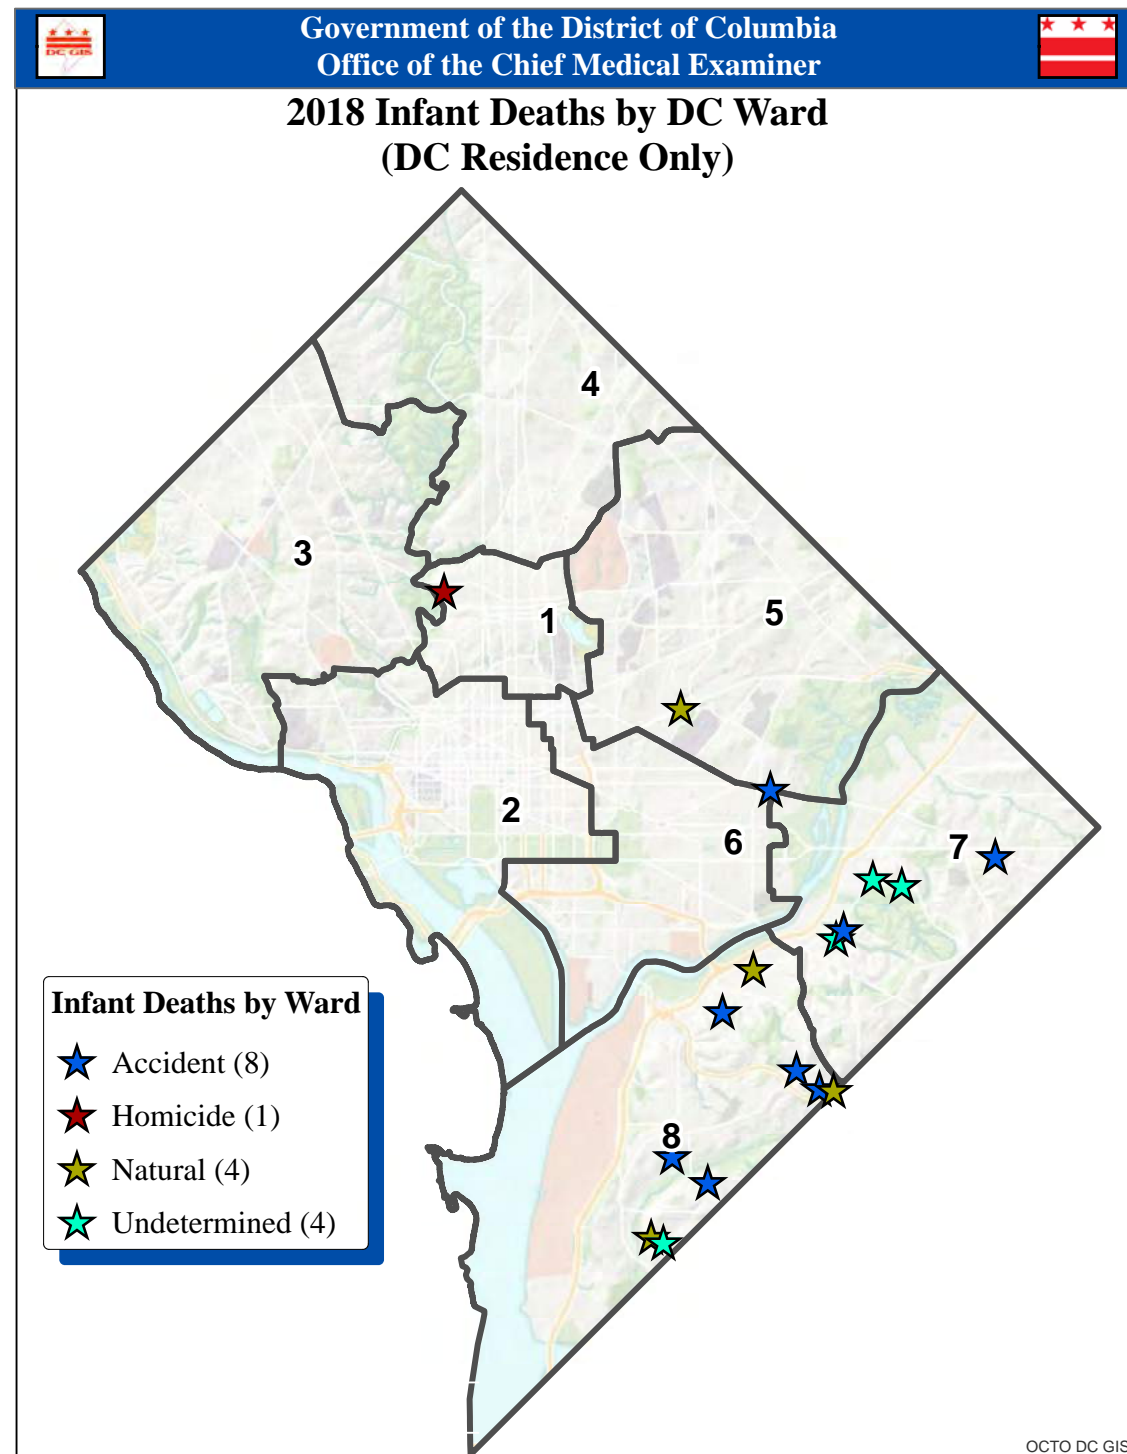 DC GIS
Government of the District of Columbia
Office of the Chief Medical Examiner
2018 Infant Deaths by DC Ward
(DC Residence Only)
4
3
5
1
2
6
7
8
Infant Deaths by Ward
Accident (8)
Homicide (1)
Natural (4)
Undetermined (4)
OCTO DC GIS